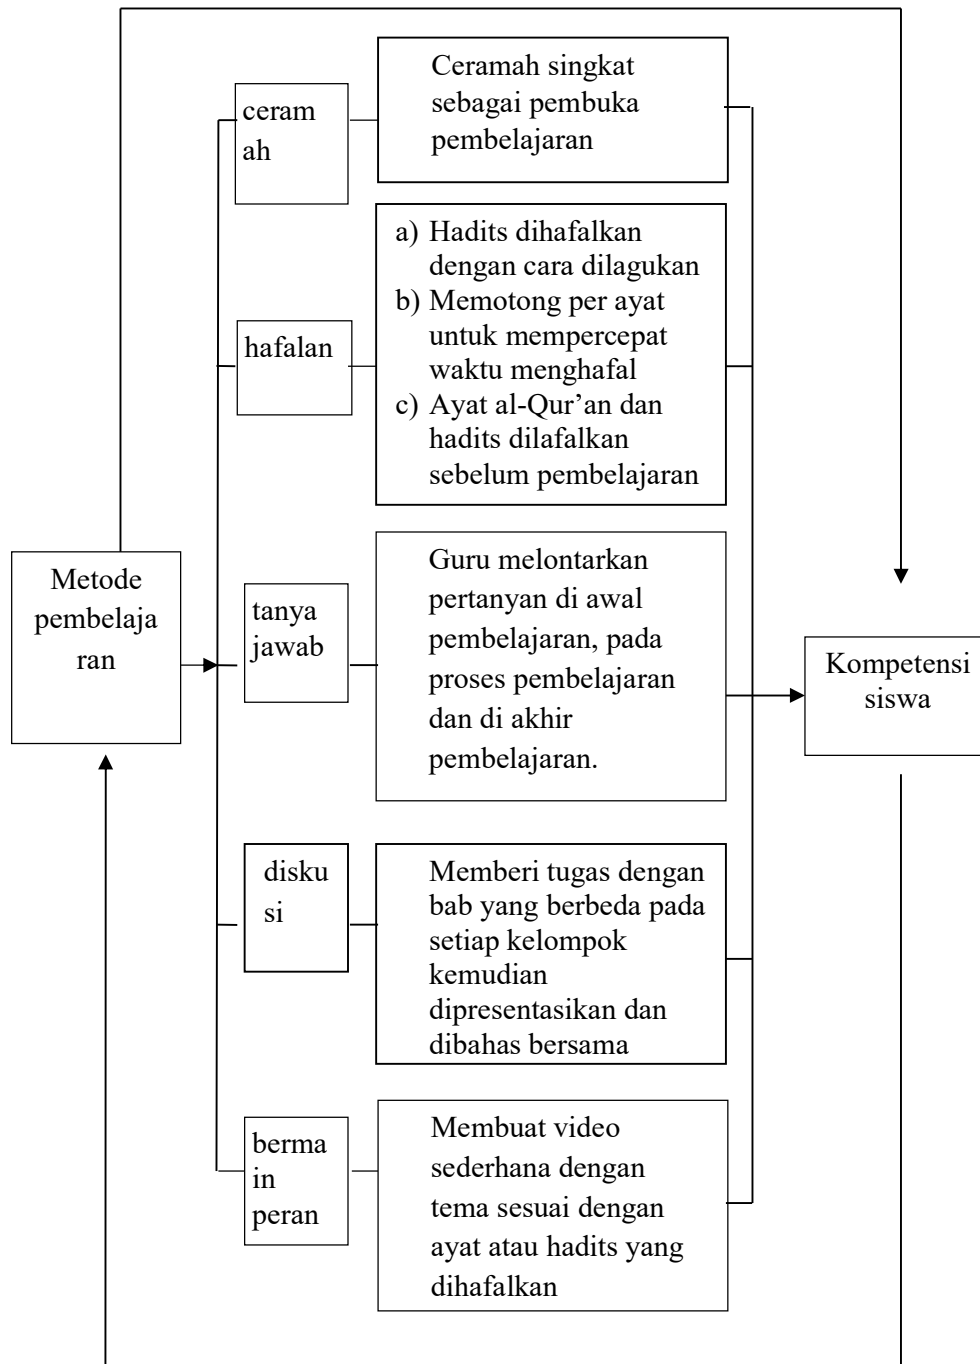 Ceramah singkat
sebagai pembuka
pembelajaran
ceram
ah
a) Hadits dihafalkan
dengan cara dilagukan
b) Memotong per ayat
untuk mempercepat
waktu menghafal
c) Ayat al-Qur’an dan
hadits dilafalkan
sebelum pembelajaran
hafalan
Metode
pembelaja
ran
tanya
jawab
Guru melontarkan
pertanyan di awal
pembelajaran, pada
proses pembelajaran
dan di akhir
pembelajaran.
Kompetensi
siswa
disku
si
Memberi tugas dengan
bab yang berbeda pada
setiap kelompok
kemudian
dipresentasikan dan
dibahas bersama
berma
in
peran
Membuat video
sederhana dengan
tema sesuai dengan
ayat atau hadits yang
dihafalkan